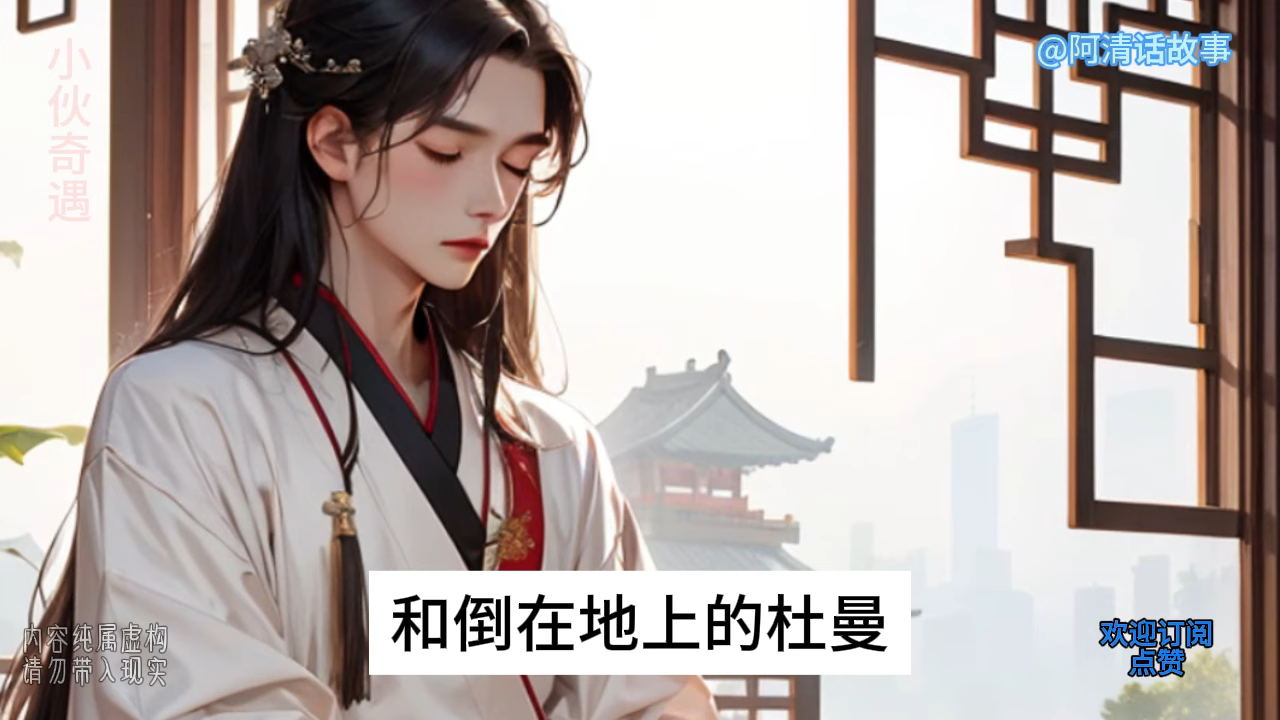 小伙奇遇
@阿清话故事
和倒在地上的杜曼
内容纯属虚构
请勿带入现实
欢迎订阅
点赞